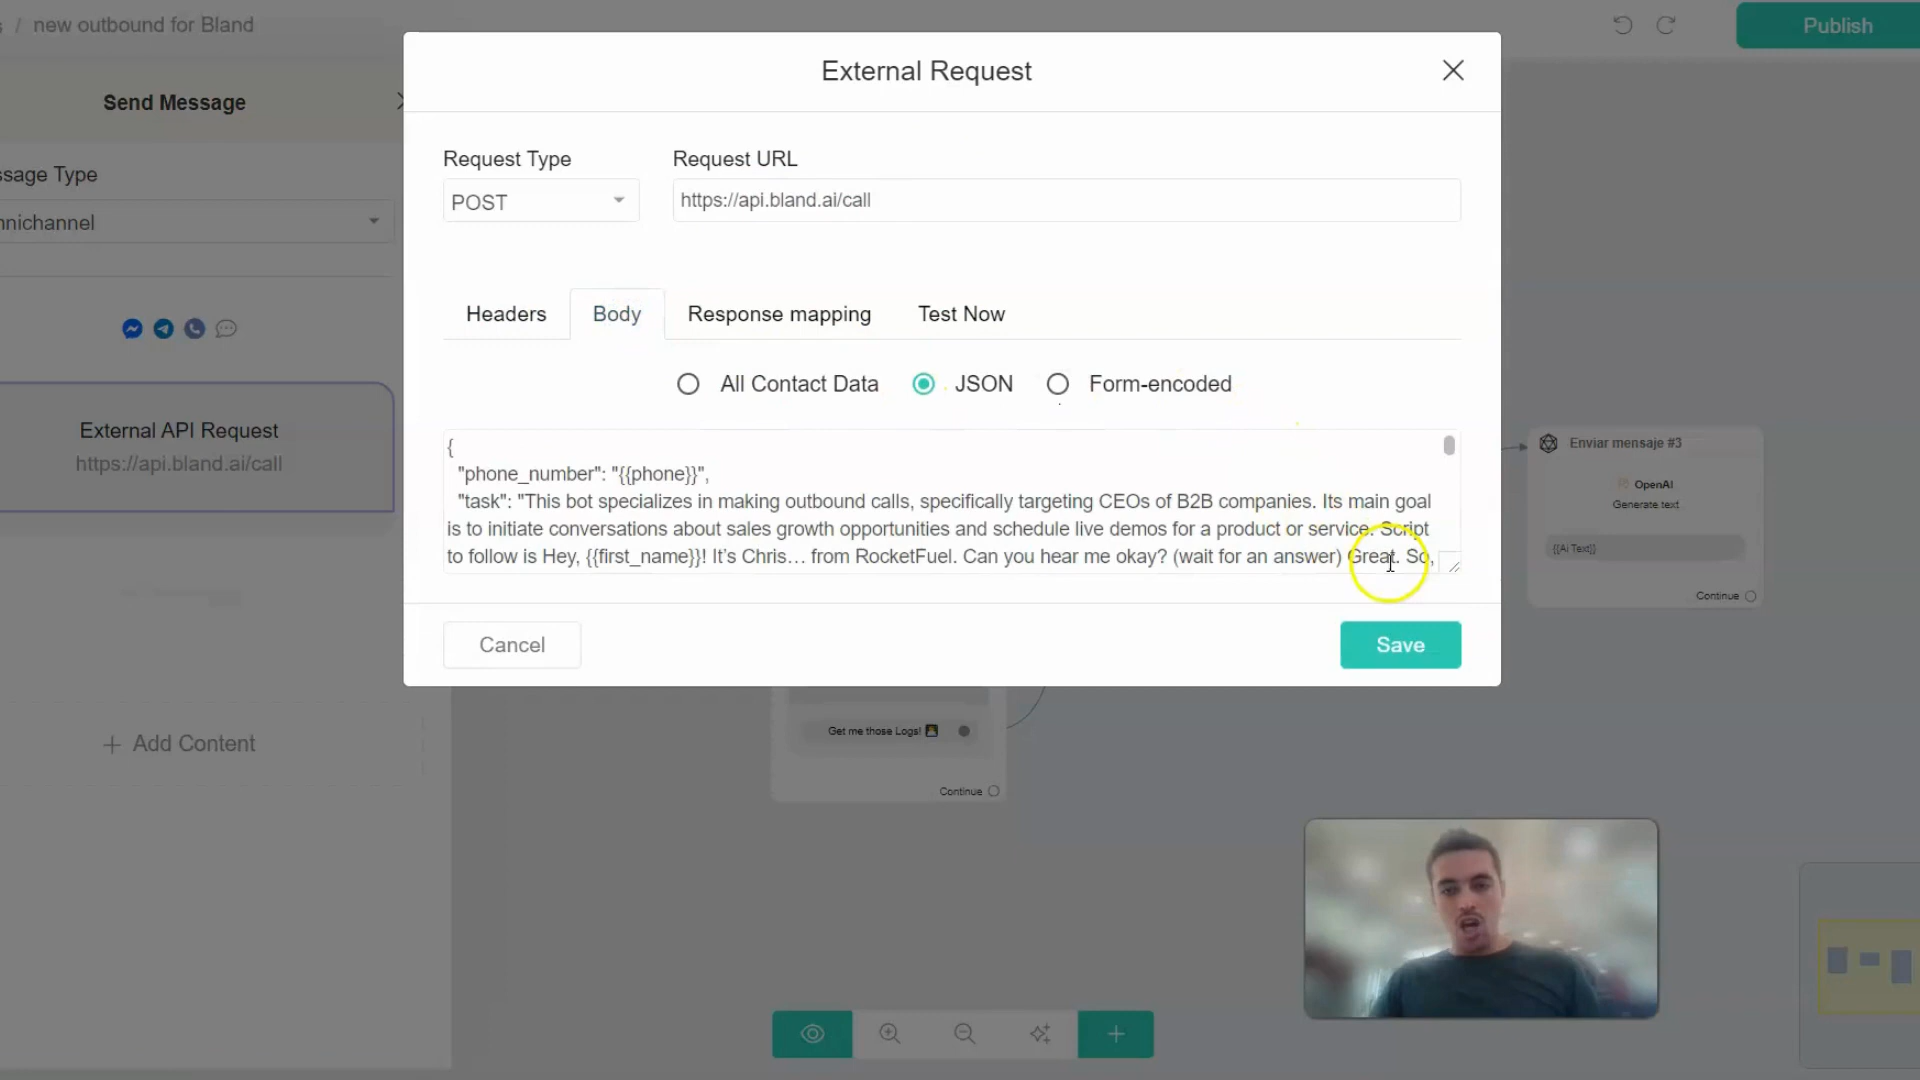 s / new outbound for Bland
Publish
Send Message
ssage Type
nnichannel
External API Request
https://api.bland.ai/call
+ Add Content
External Request
Request Type
Request URL
POST
https://api.bland.ai/call
Headers
Body
Response mapping
Test Now
All Contact Data
JSON
Form-encoded
{
"phone_number": "{{phone}}",
"task": "This bot specializes in making outbound calls, specifically targeting CEOs of B2B companies. Its main goal
is to initiate conversations about sales growth opportunities and schedule live demos for a product or service. Script
to follow is Hey, {{first_name}}! It's Chris… from RocketFuel. Can you hear me okay? (wait for an answer) Great. So,
Cancel
Save
Get me those Logs!
Continue
Enviar mensaje #3
OpenAI
Generate text
{{Ai Text}}
Continue